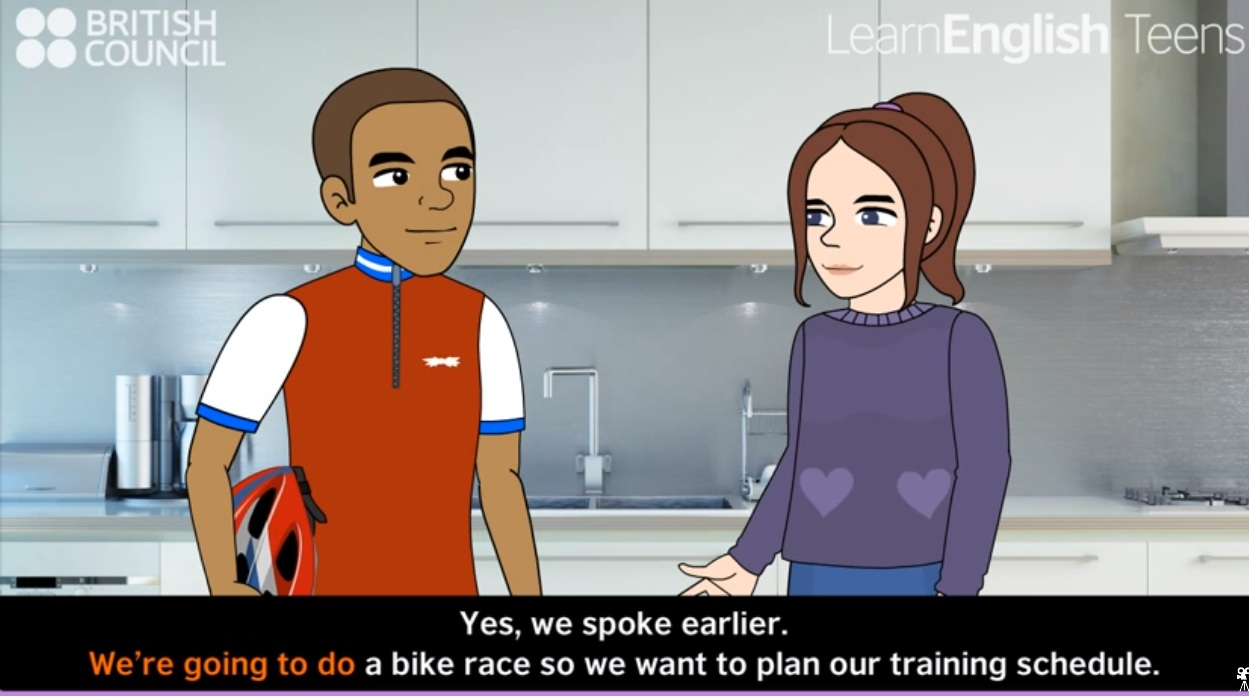 BRITISH
COUNCIL
LearnEnglish Teens
Yes, we spoke earlier.
We're going to do a bike race so we want to plan our training schedule.